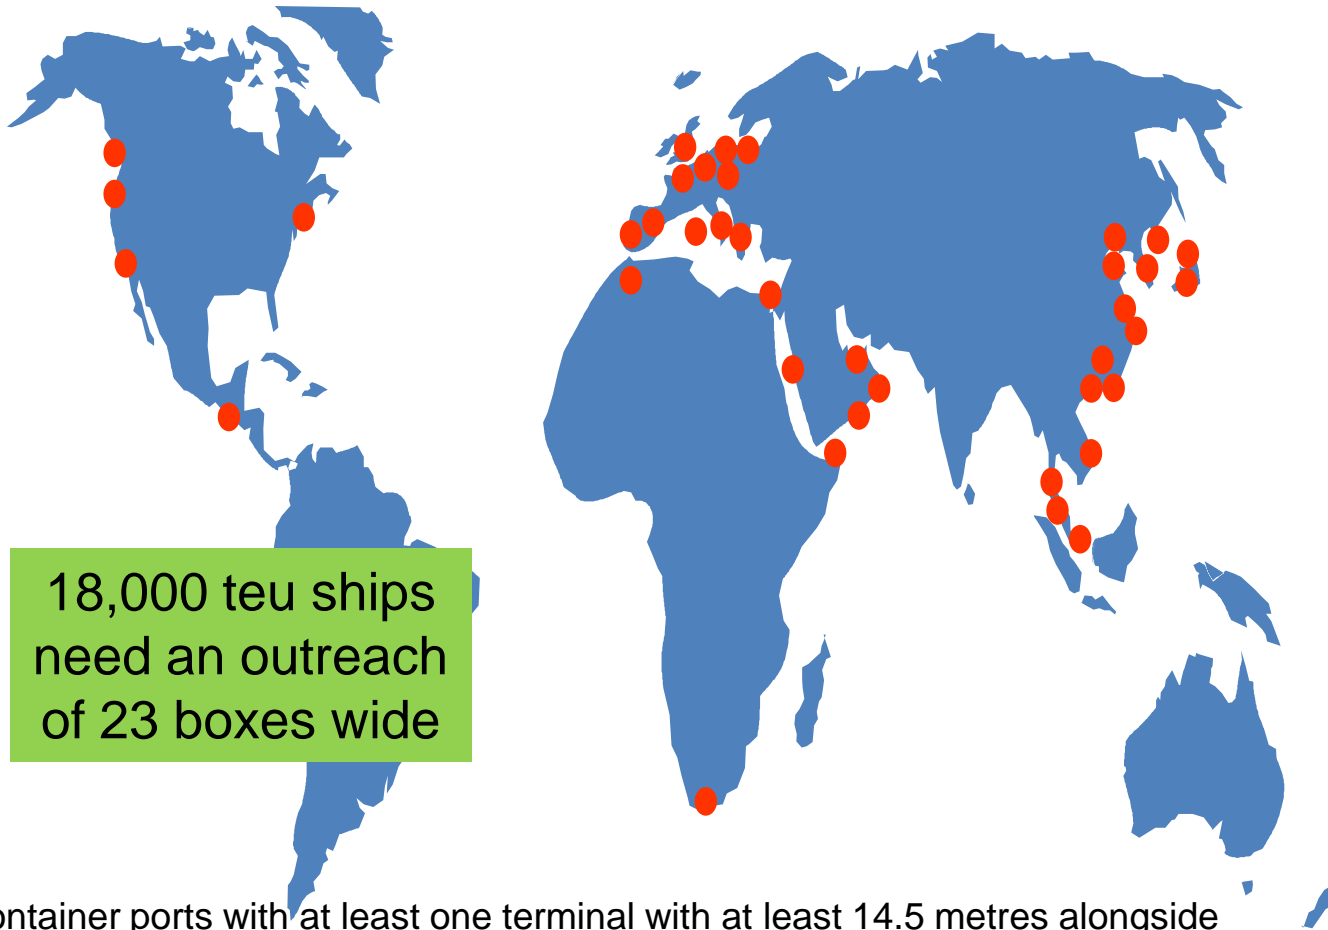 18,000 teu ships
need an outreach
of 23 boxes wide
ontainer ports with at least one terminal with at least 14.5 metres alongside